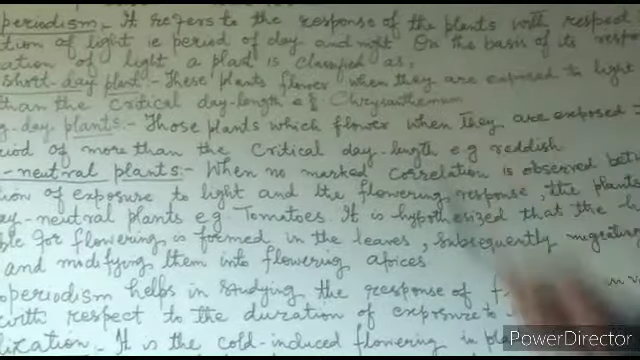 periodism. It refers to the response of the plants with respect
tion of light ie period of day and night On the basis of its respo
ation of light a plant is classified as,
short-day plant:- These plants flower when they are exposed to light
than the critical day-length eg Chrysanthemum
g-day plants:- Those plants which flower when they are exposed
riod of more than the critical day-length e.g reddish
-neutral plants:- When no marked correlation is observed betw
ion of exposure to light and the flowering response, the plants
ay-neutral plants e.g. Tomatoes. It is hypothesized that the h
ble for flowering is formed in the leaves, subsequently migrating
and modifying them into flowering apices
operiodism helps in studying the response of f
with respect to the duration of exposure to
lization. It is the cold-induced flowering in pla
PowerDirector